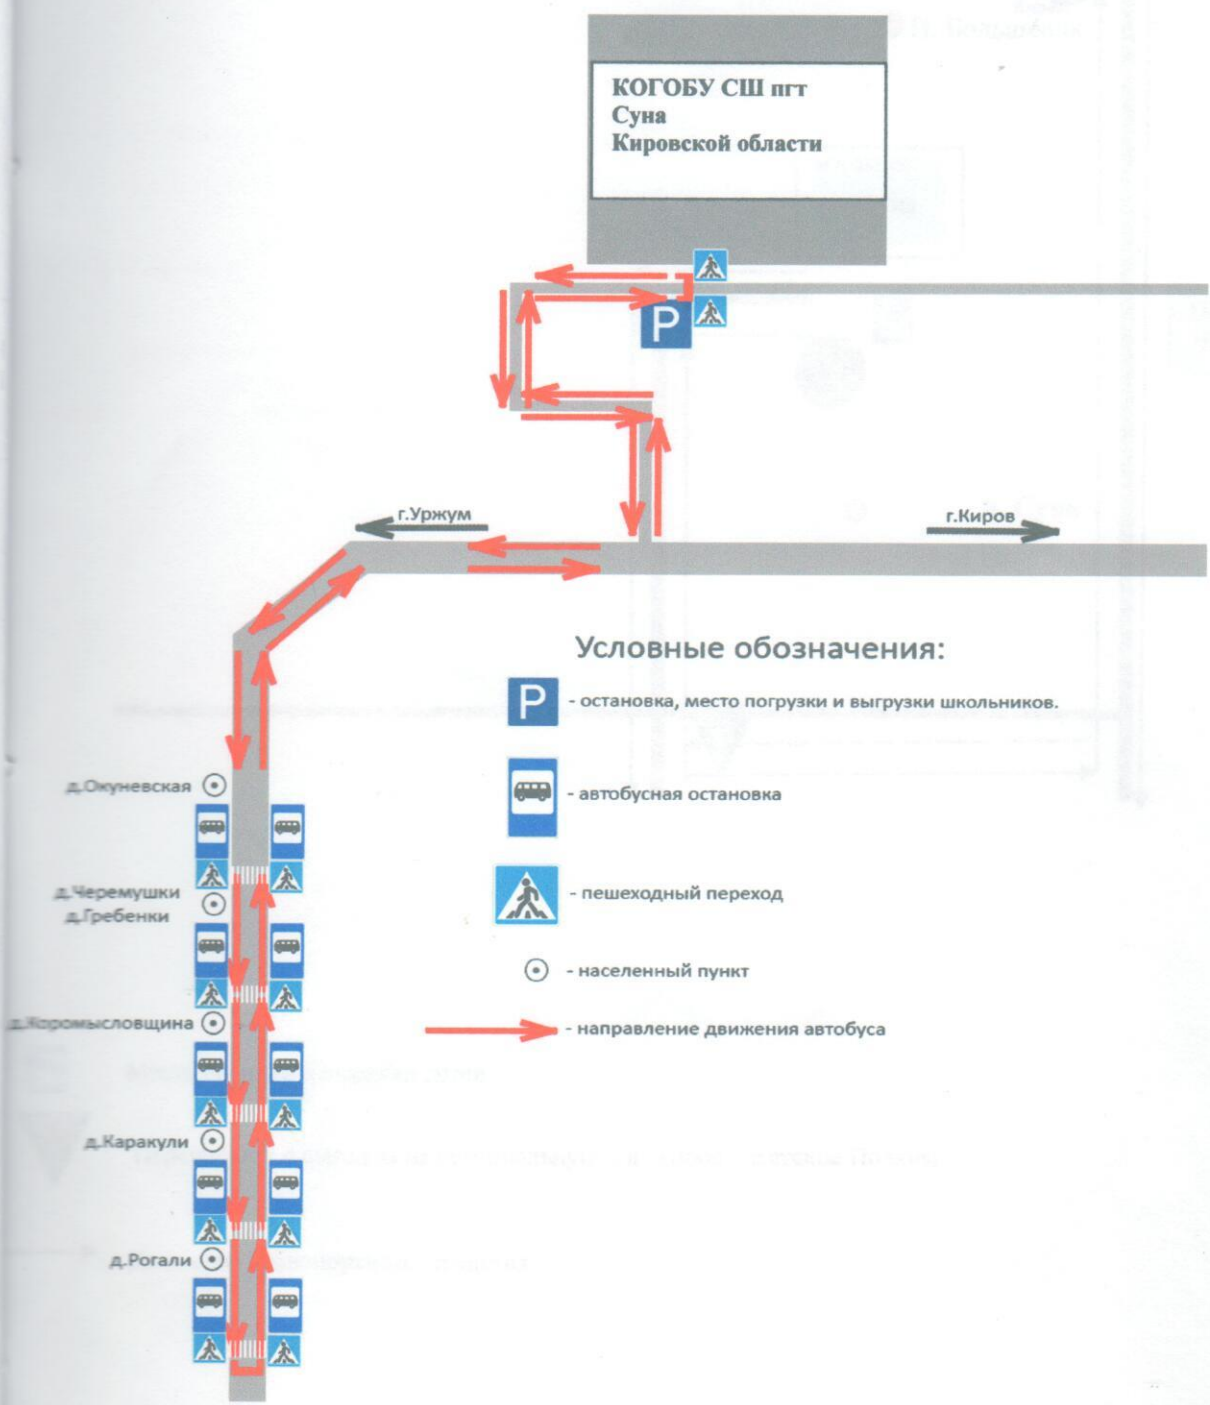 КОГОБУ СШ пгт
Суна
Кировской области
P
г.Уржум
г.Киров
Условные обозначения:
P - остановка, место погрузки и выгрузки школьников.
- автобусная остановка
- пешеходный переход
- населенный пункт
- направление движения автобуса
д.Окуневская
д.Черемушки
д.Гребенки
д.Коромысловщина
д.Каракули
д.Рогали